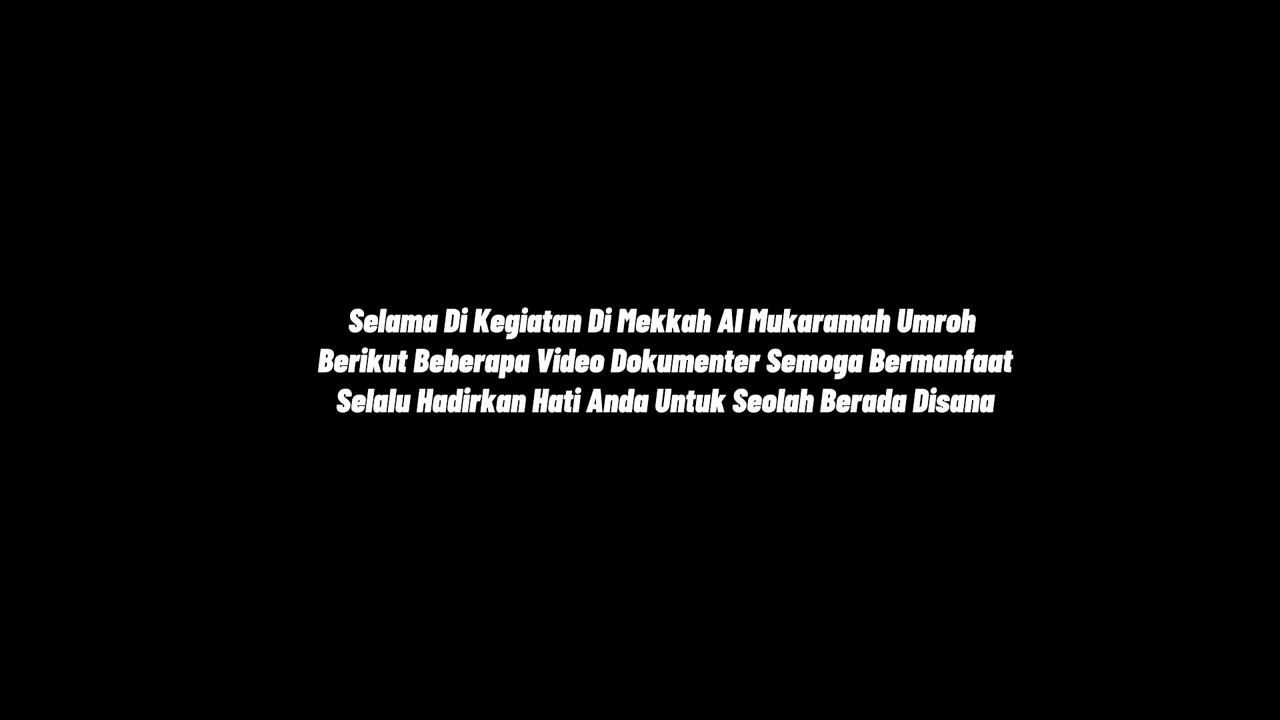 Selama Di Kegiatan Di Mekkah Al Mukaramah Umroh
Berikut Beberapa Video Dokumenter Semoga Bermanfaat
Selalu Hadirkan Hati Anda Untuk Seolah Berada Disana